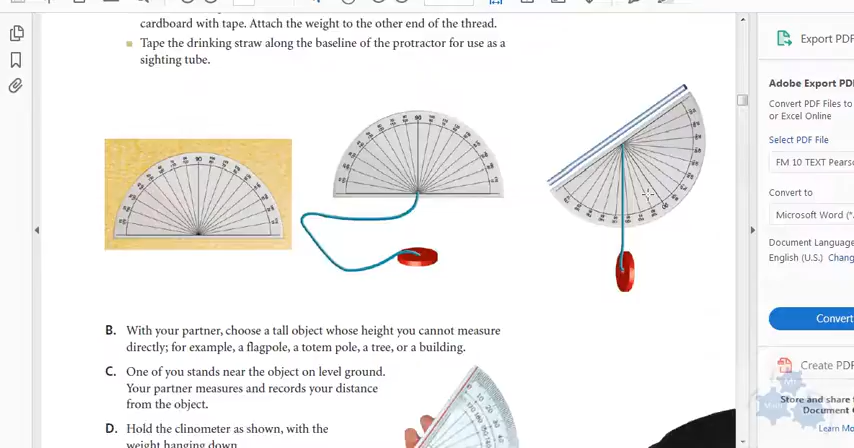 cardboard with tape. Attach the weight to the other end of the thread.
Tape the drinking straw along the baseline of the protractor for use as a
sighting tube.
B. With your partner, choose a tall object whose height you cannot measure
directly; for example, a flagpole, a totem pole, a tree, or a building.
C. One of you stands near the object on level ground.
Your partner measures and records your distance
from the object.
D. Hold the clinometer as shown, with the
weight hanging down.
Export PDF
Adobe Export PDF
Convert PDF Files to
or Excel Online
Select PDF File
FM 10 TEXT Pearso
Convert to
Microsoft Word (*.
Document Language
English (U.S.) Chang
Convert
Create PDF
Store and share
Document C
Learn Mo